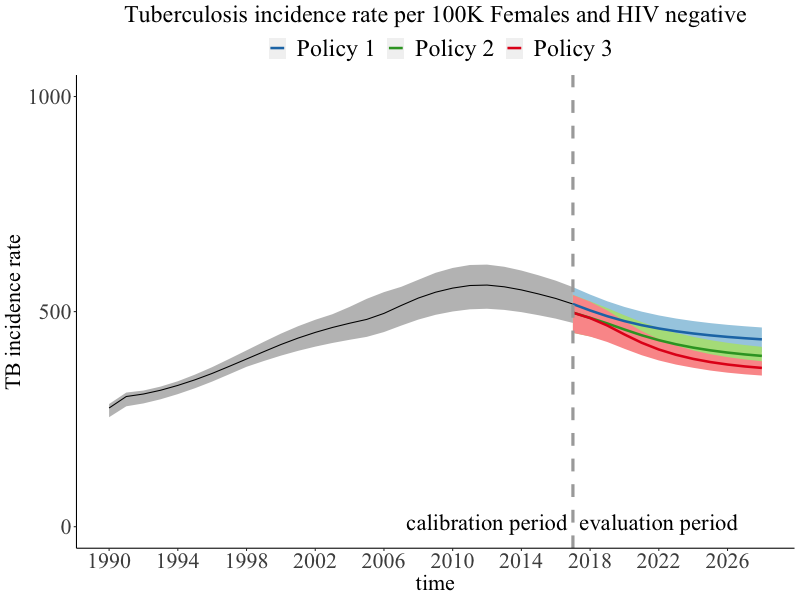 Tuberculosis incidence rate per 100K Females and HIV negative
Policy 1 Policy 2 Policy 3
TB incidence rate
1000
500
0
calibration period evaluation period
1990 1994 1998 2002 2006 2010 2014 2018 2022 2026
time